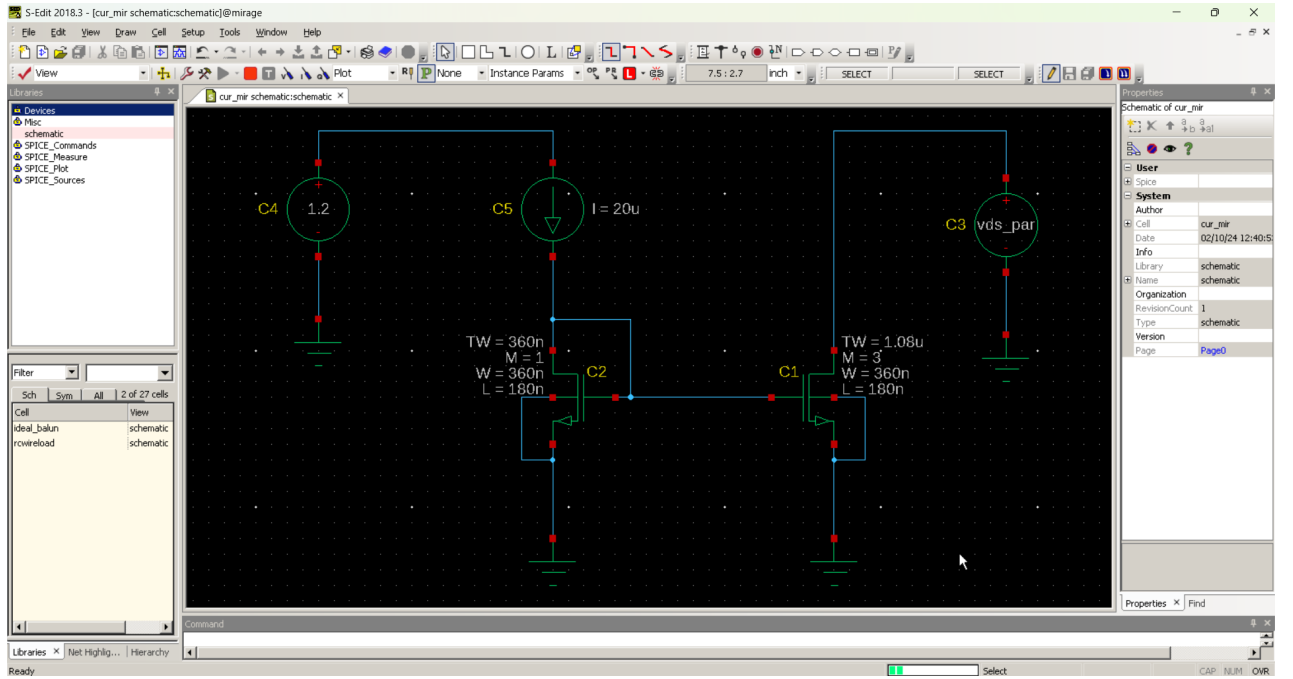 S-Edit 2018.3 - [cur_mir schematic:schematic]@mirage
File Edit View Draw Cell Setup Tools Window Help
View
Plot
None
Instance Params
7.5 : 2.7
inch
SELECT
SELECT
Libraries
Devices
Misc
schematic
SPICE_Commands
SPICE_Measure
SPICE_Plot
SPICE_Sources
Filter
Sch Sym All 2 of 27 cells
Cell View
ideal_balun schematic
rcwireload schematic
Libraries Net Highlig... Hierarchy
cur_mir schematic:schematic
C4 1.2
C5 I = 20u
C3 vds_par
TW = 360n
M = 1
W = 360n
L = 180n
C2
C1
TW = 1.08u
M = 3
W = 360n
L = 180n
Command
Properties
Schematic of cur_mir
User
Spice
System
Author
Cell cur_mir
Date 02/10/24 12:40:5
Info
Library schematic
Name schematic
Organization
RevisionCount 1
Type schematic
Version
Page Page0
Properties Find
Ready
Select
CAP NUM OVR